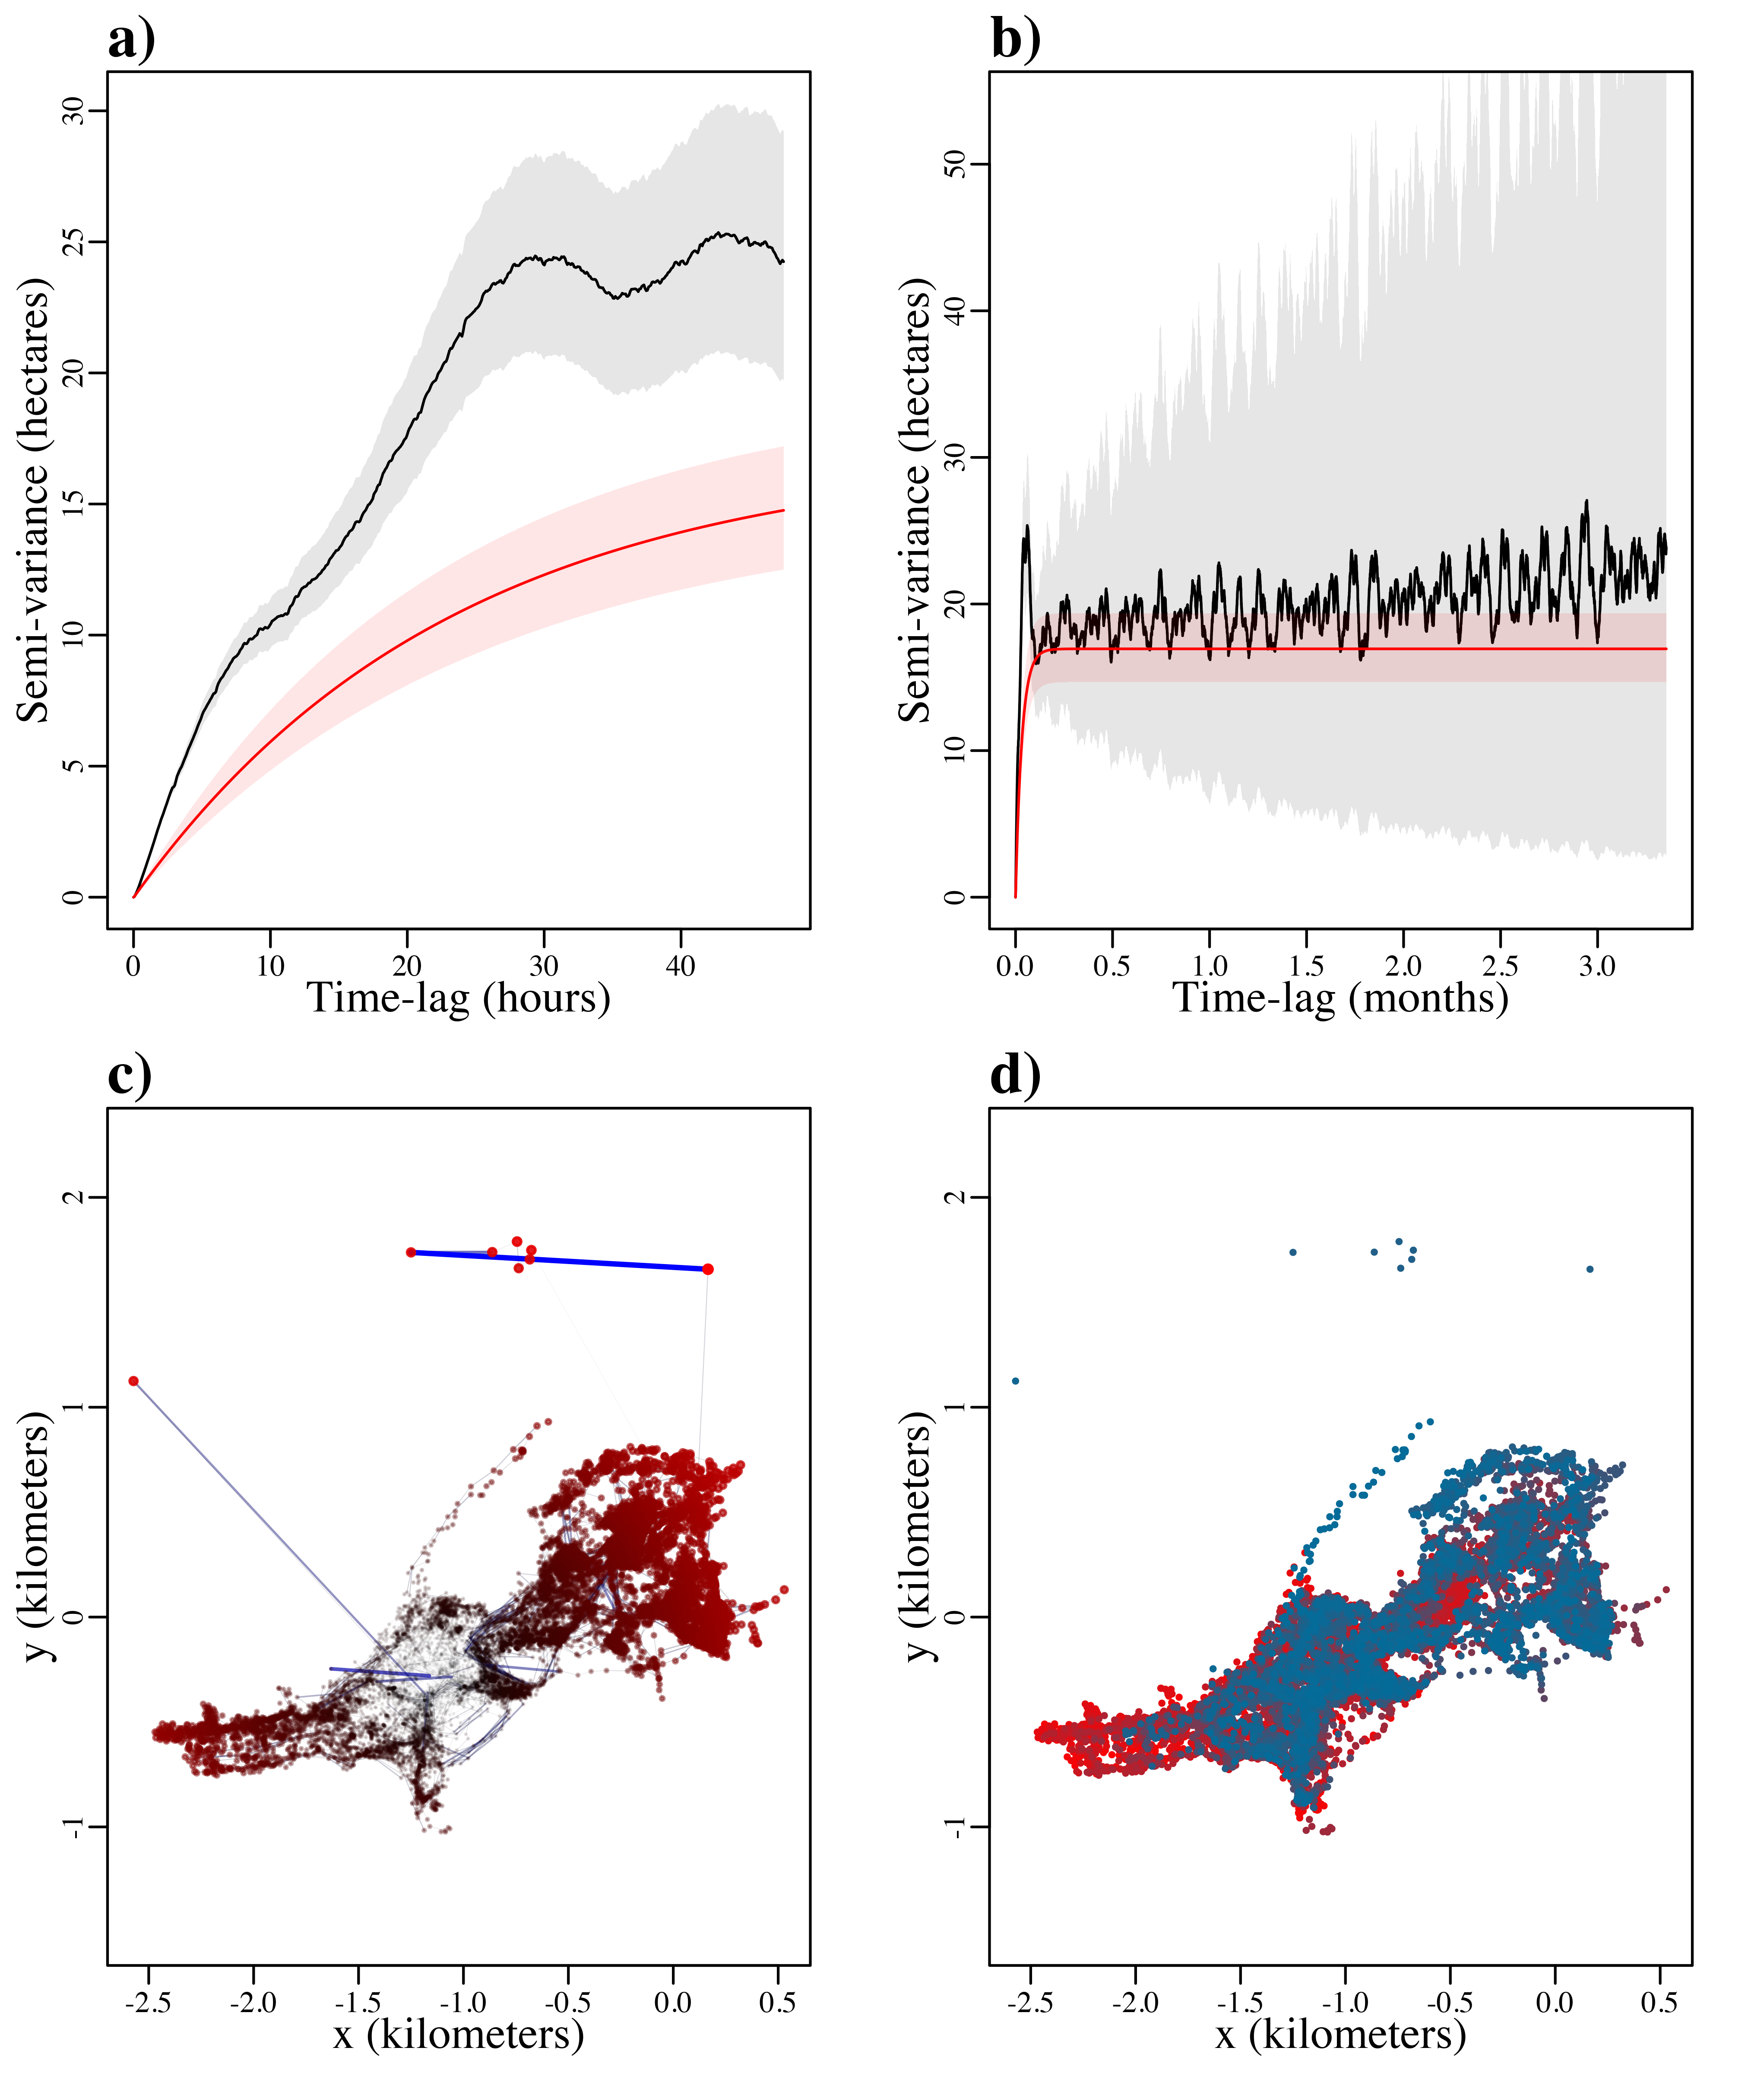 a)
Semi-variance (hectares)
0 5 10 15 20 25 30
0 10 20 30 40
Time-lag (hours)
b)
Semi-variance (hectares)
0 10 20 30 40 50
0.0 0.5 1.0 1.5 2.0 2.5 3.0
Time-lag (months)
c)
y (kilometers)
-1 0 1 2
-2.5 -2.0 -1.5 -1.0 -0.5 0.0 0.5
x (kilometers)
d)
y (kilometers)
-1 0 1 2
-2.5 -2.0 -1.5 -1.0 -0.5 0.0 0.5
x (kilometers)